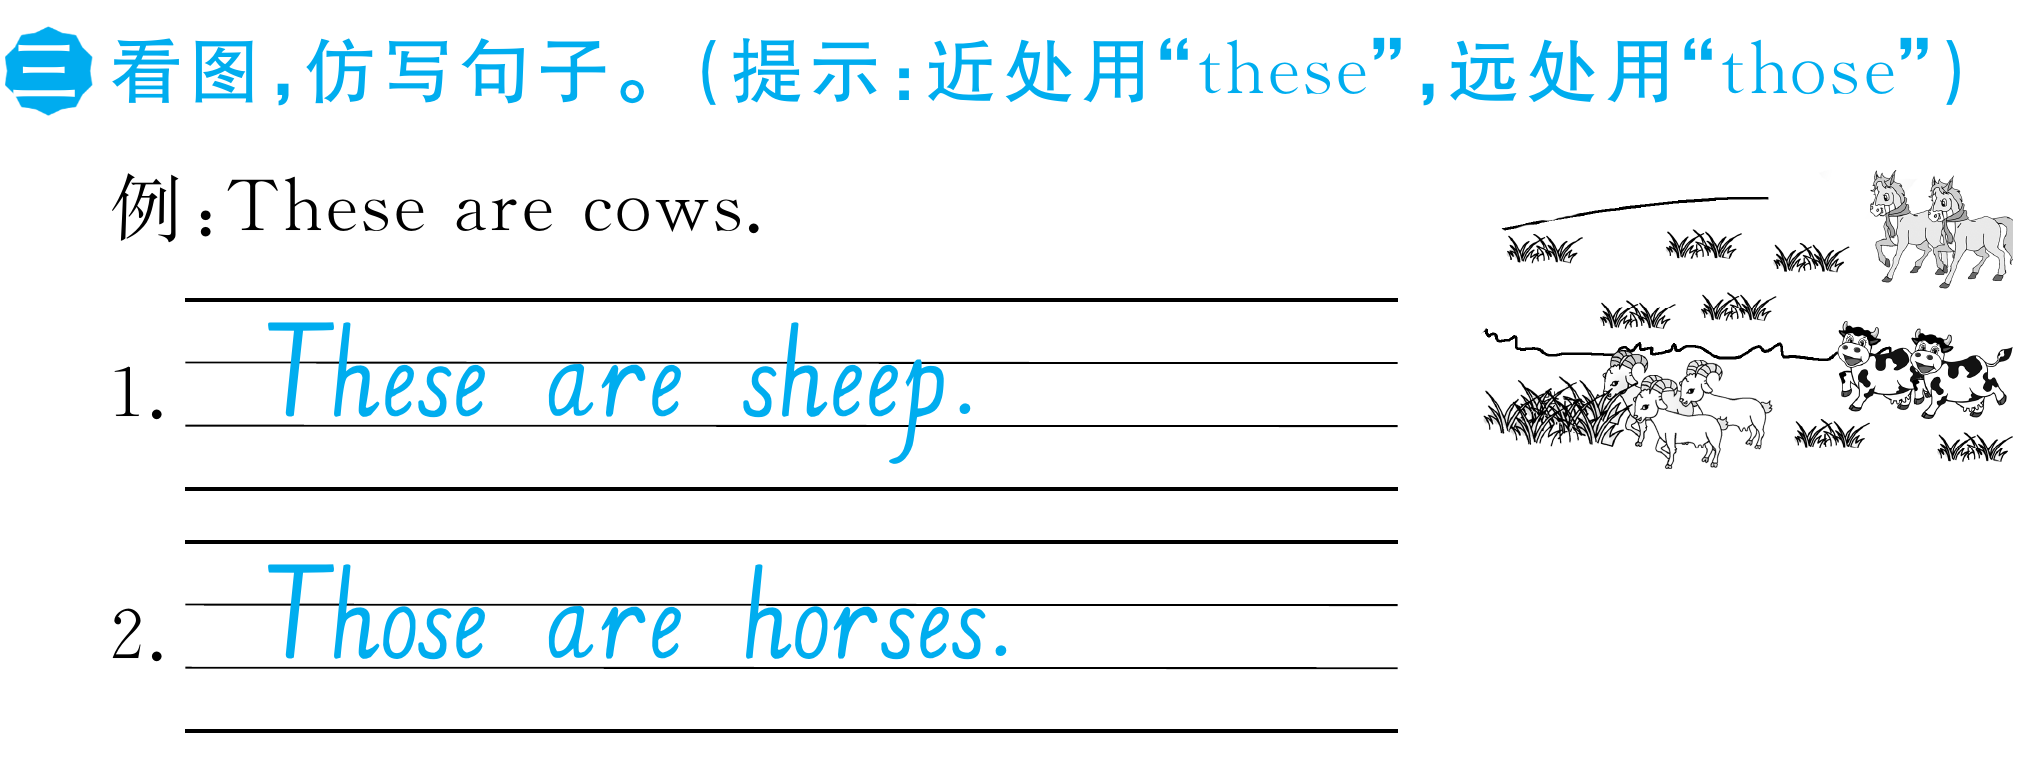 三 看图,仿写句子。(提示:近处用“these”,远处用“those”)
例:These are cows.
1. These are sheep.
2. Those are horses.